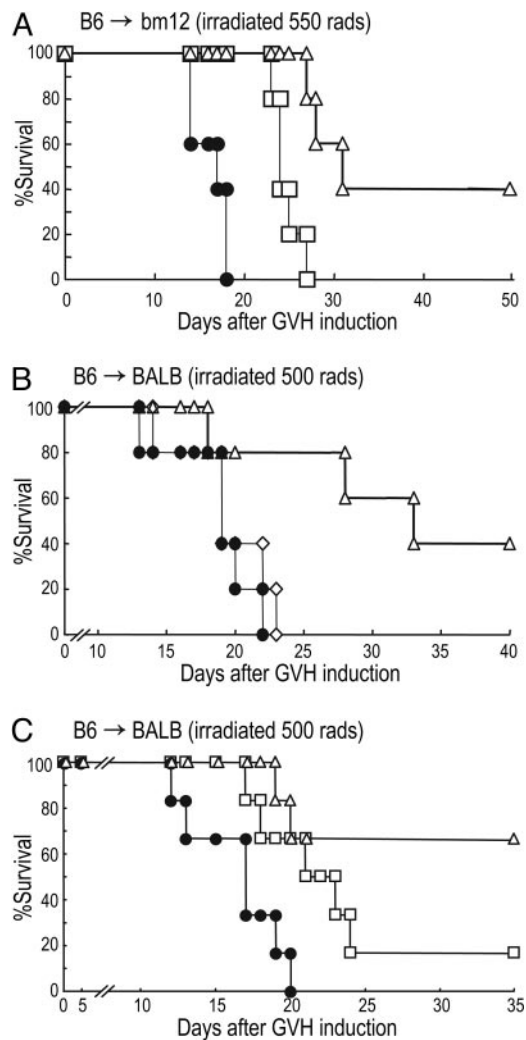 A
B6 → bm12 (irradiated 550 rads)
%Survival
100
80
60
40
20
0
0 10 20 30 40 50
Days after GVH induction
B
B6 → BALB (irradiated 500 rads)
%Survival
100
80
60
40
20
0
0 10 15 20 25 30 35 40
Days after GVH induction
C
B6 → BALB (irradiated 500 rads)
%Survival
100
80
60
40
20
0
0 5 10 15 20 25 30 35
Days after GVH induction